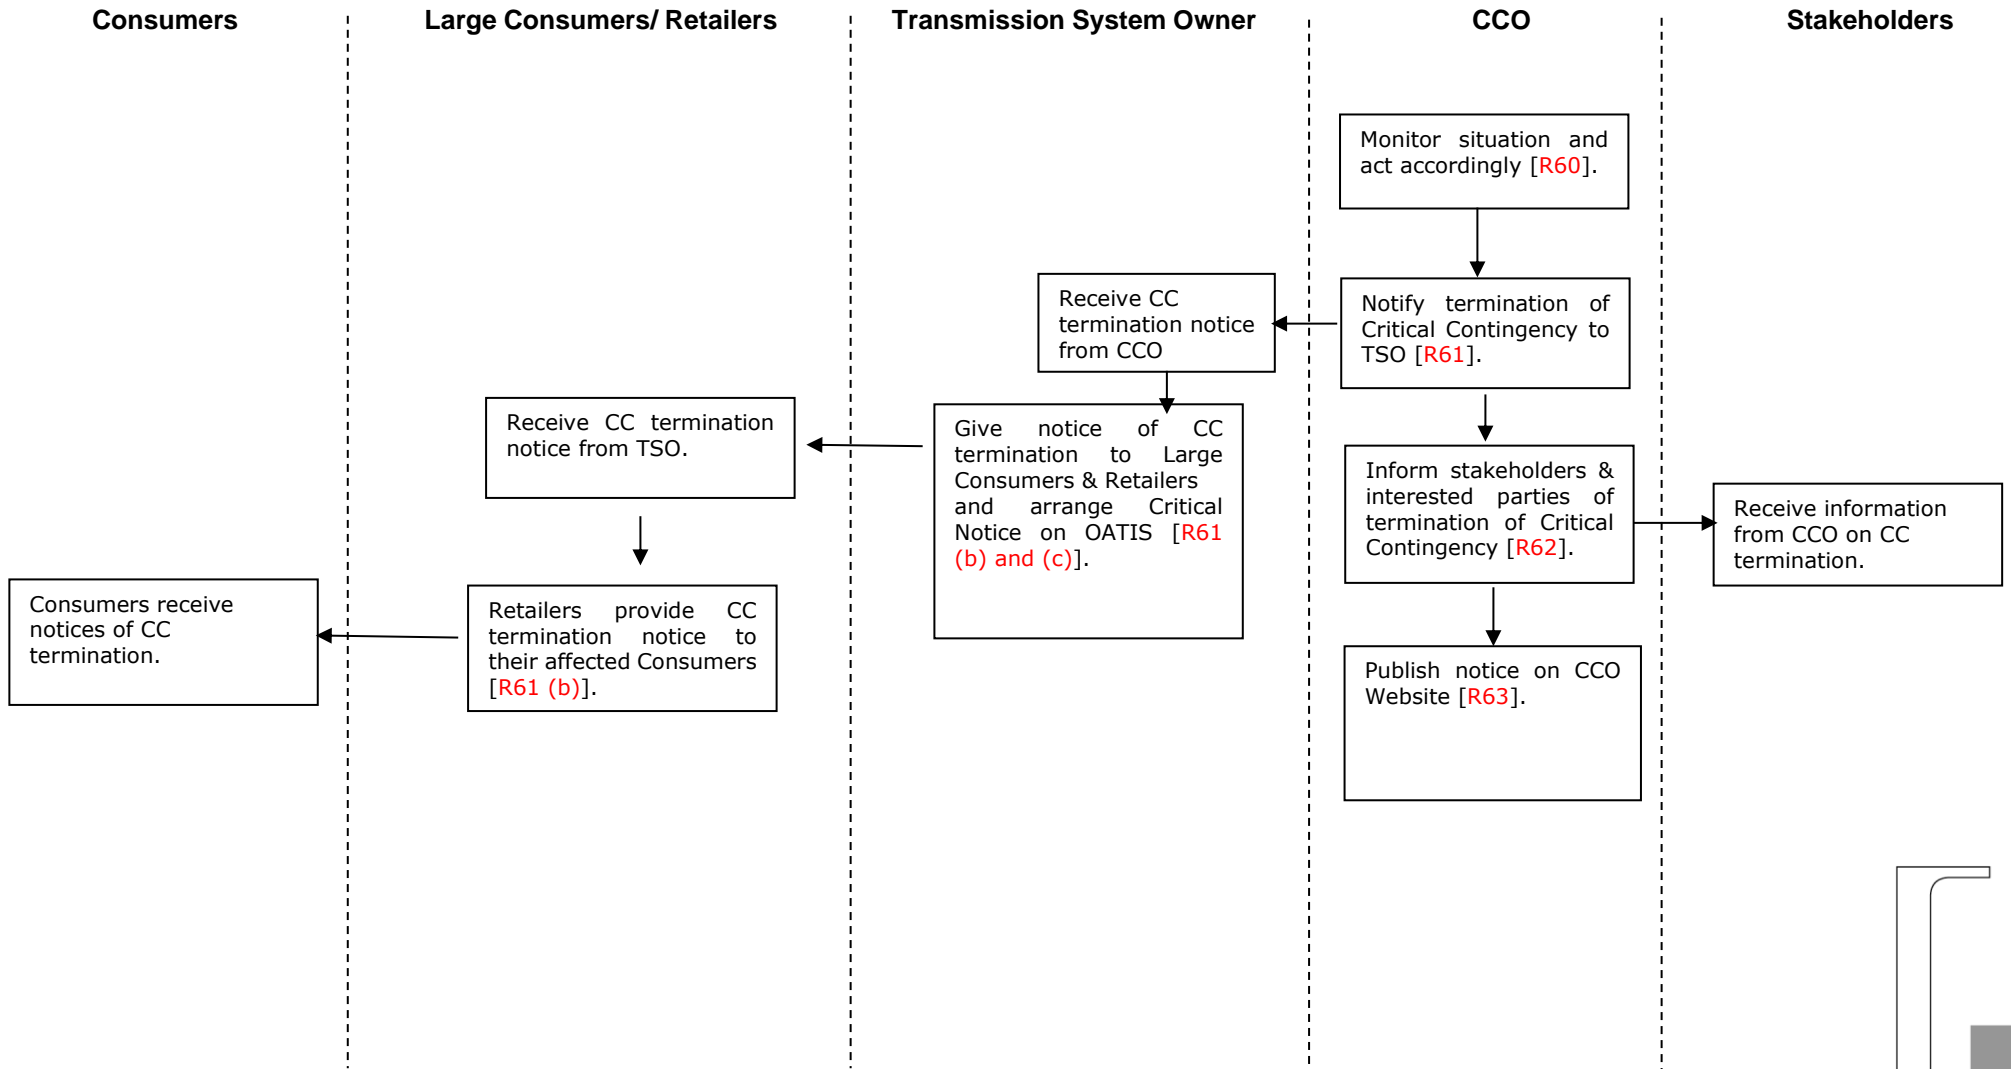 Consumers
Large Consumers/ Retailers
Transmission System Owner
CCO
Stakeholders
Monitor situation and
act accordingly [R60].
Receive CC
termination notice
from CCO
Notify termination of
Critical Contingency to
TSO [R61].
Receive CC termination
notice from TSO.
Give notice of CC
termination to Large
Consumers & Retailers
and arrange Critical
Notice on OATIS [R61
(b) and (c)].
Inform stakeholders &
interested parties of
termination of Critical
Contingency [R62].
Receive information
from CCO on CC
termination.
Consumers receive
notices of CC
termination.
Retailers provide CC
termination notice to
their affected Consumers
[R61 (b)].
Publish notice on CCO
Website [R63].